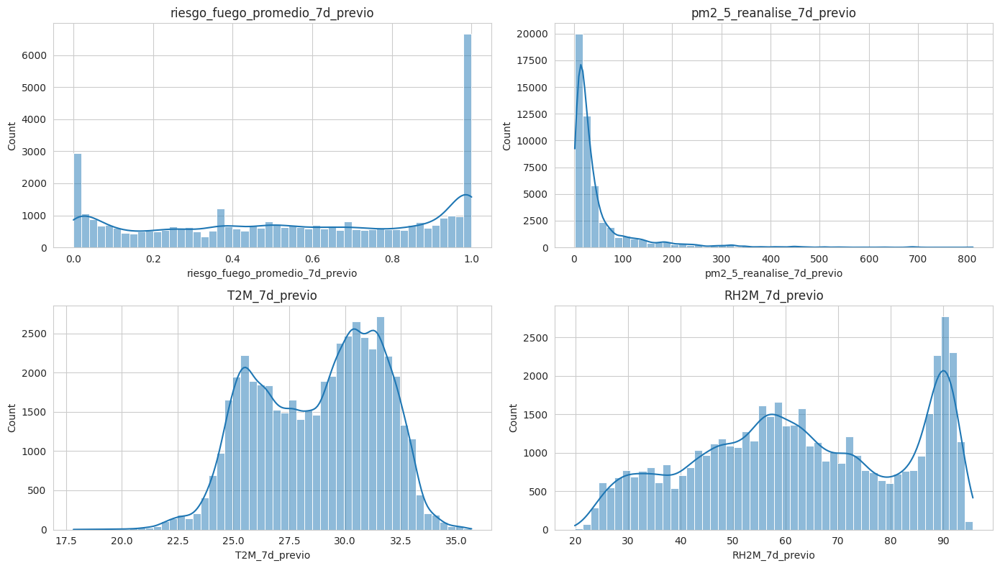 riesgo_fuego_promedio_7d_previo
Count
6000
5000
4000
3000
2000
1000
0
0.0 0.2 0.4 0.6 0.8 1.0
riesgo_fuego_promedio_7d_previo
pm2_5_reanalise_7d_previo
Count
20000
17500
15000
12500
10000
7500
5000
2500
0
0 100 200 300 400 500 600 700 800
pm2_5_reanalise_7d_previo
T2M_7d_previo
Count
2500
2000
1500
1000
500
0
17.5 20.0 22.5 25.0 27.5 30.0 32.5 35.0
T2M_7d_previo
RH2M_7d_previo
Count
2500
2000
1500
1000
500
0
20 30 40 50 60 70 80 90
RH2M_7d_previo